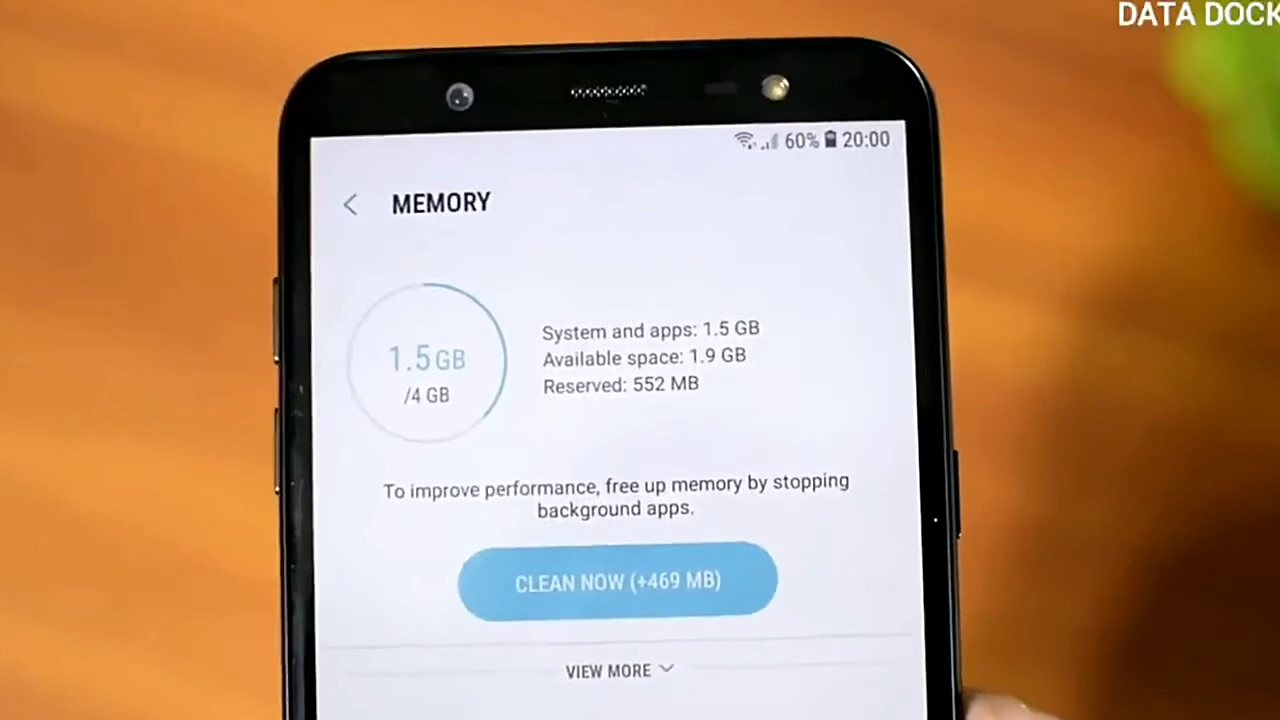 DATA DOCK
60% 20:00
MEMORY
1.5 GB
/4 GB
System and apps: 1.5 GB
Available space: 1.9 GB
Reserved: 552 MB
To improve performance, free up memory by stopping
background apps.
CLEAN NOW (+469 MB)
VIEW MORE